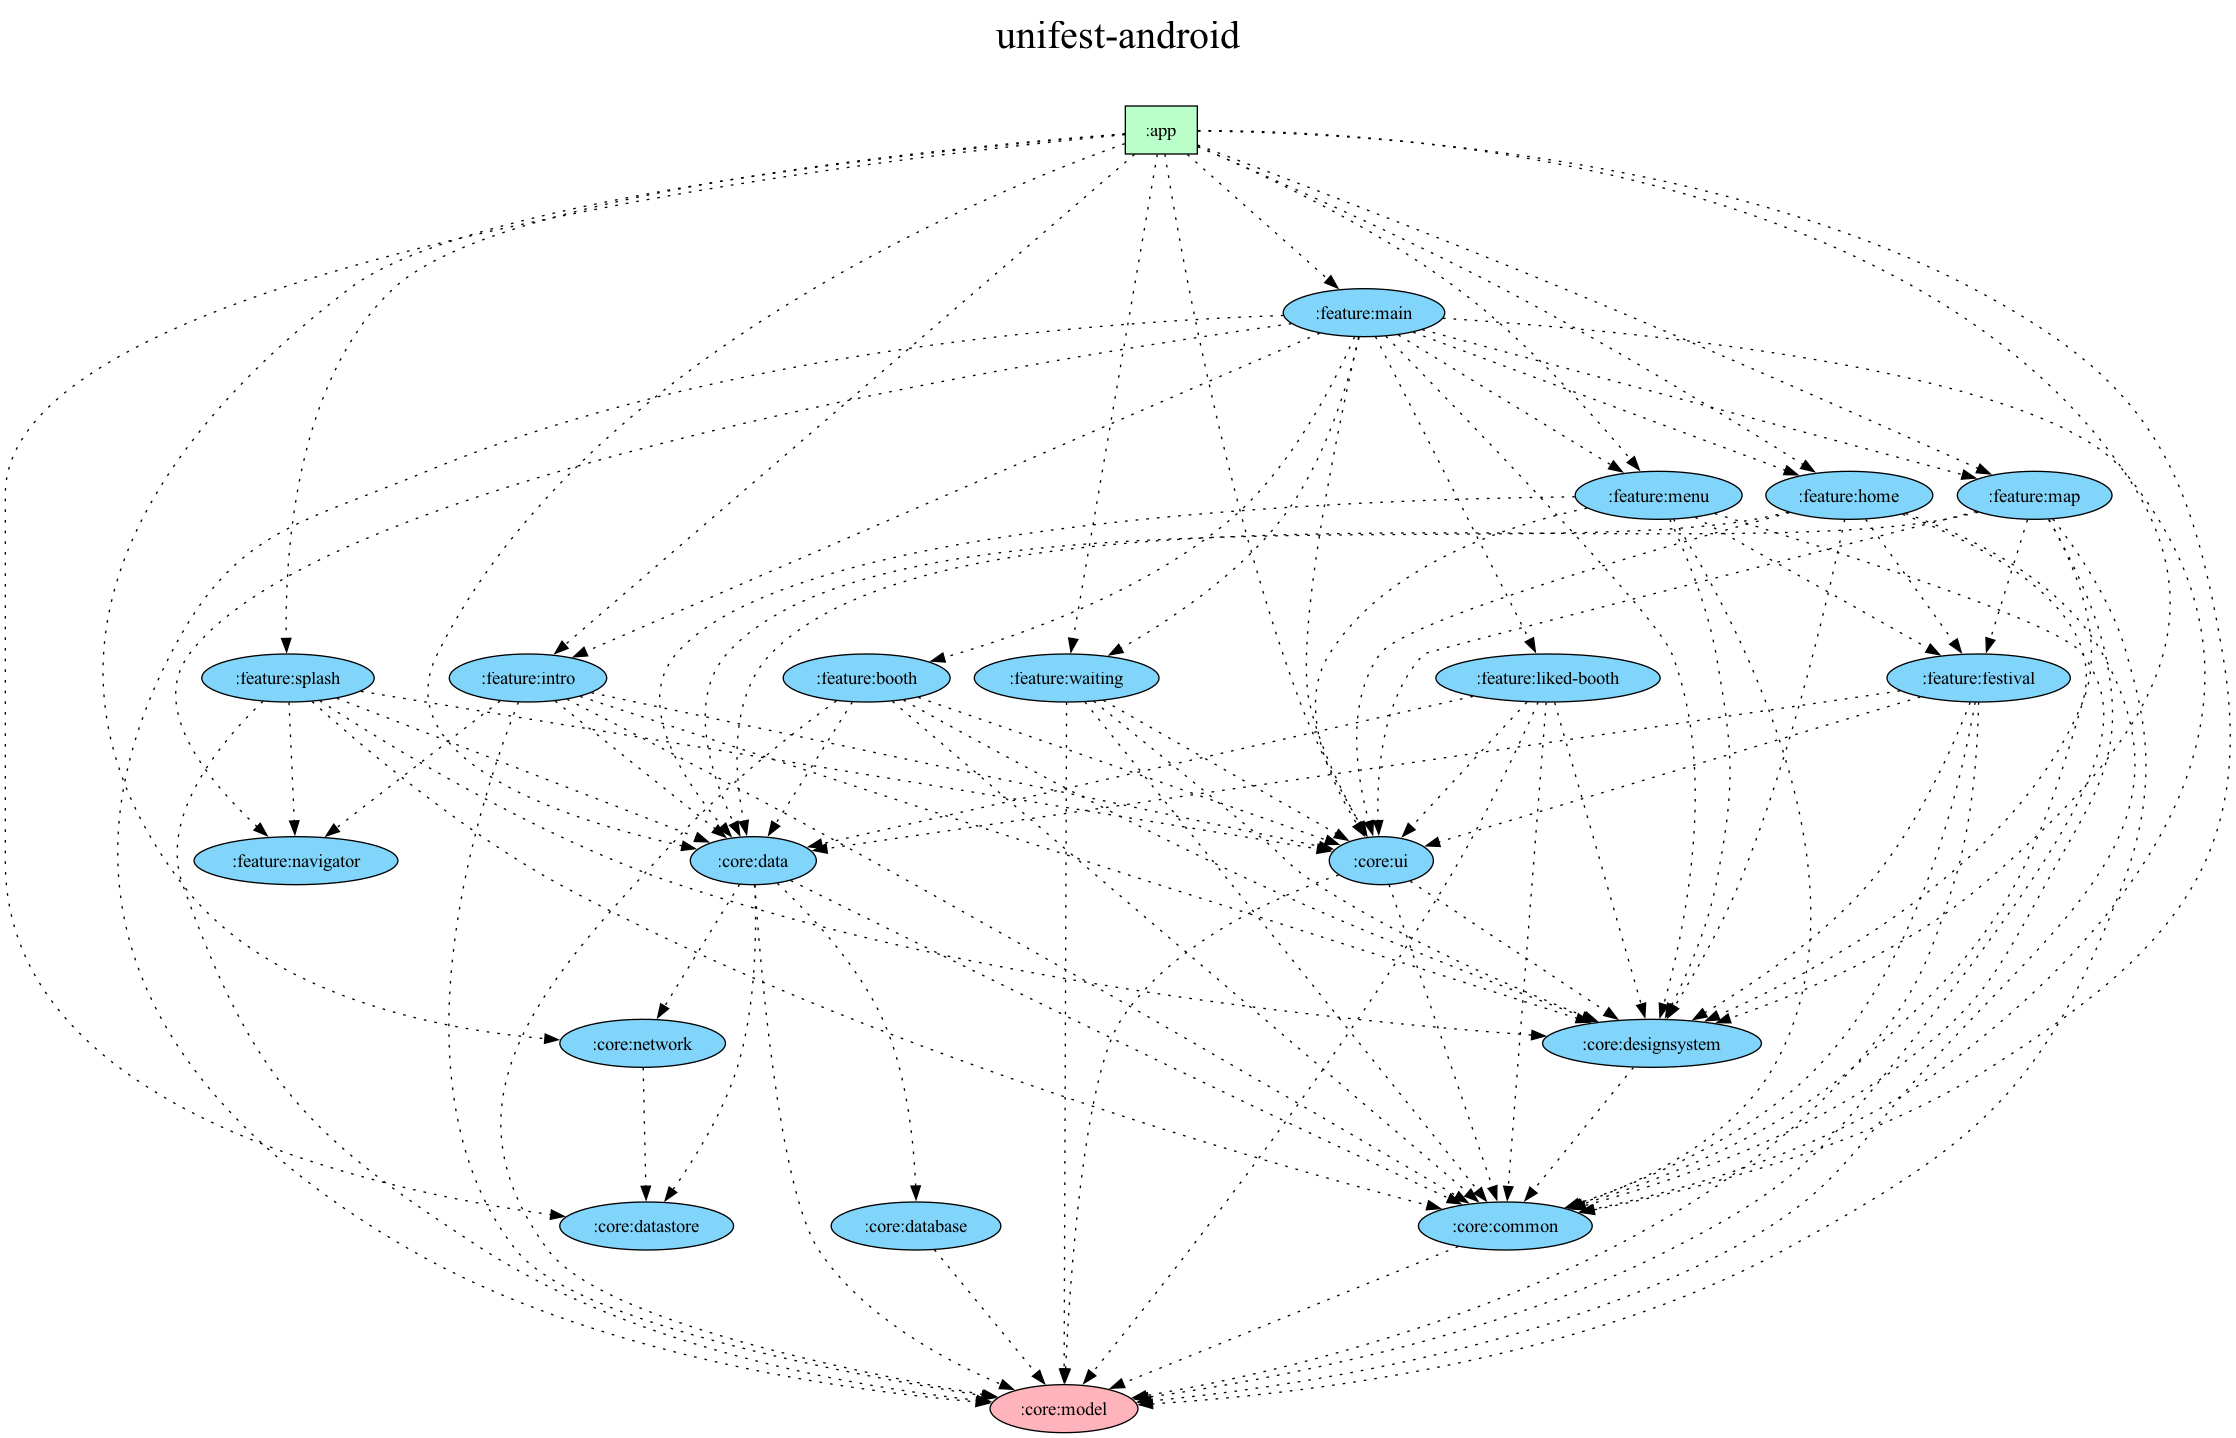 unifest-android
:app
:feature:main
:feature:menu
:feature:home
:feature:map
:feature:splash
:feature:intro
:feature:booth
:feature:waiting
:feature:liked-booth
:feature:festival
:feature:navigator
:core:data
:core:ui
:core:network
:core:designsystem
:core:datastore
:core:database
:core:common
:core:model